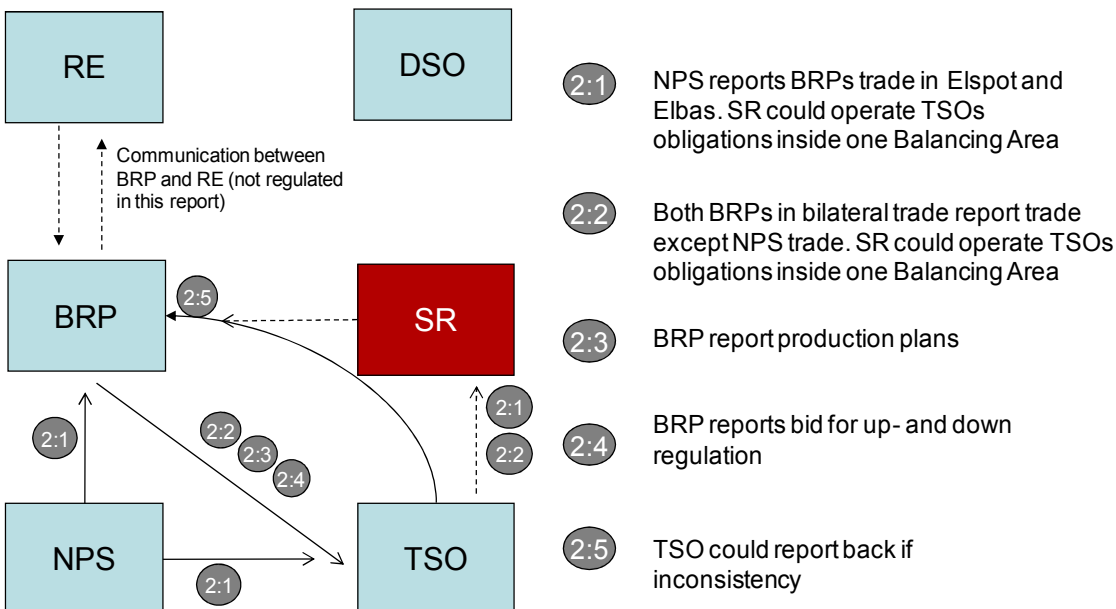 RE
DSO
Communication between
BRP and RE (not regulated
in this report)
BRP
2:5
SR
2:1
2:2
2:3
2:4
2:1
2:2
NPS
2:1
TSO
2:1
NPS reports BRPs trade in Elspot and
Elbas. SR could operate TSOs
obligations inside one Balancing Area
2:2
Both BRPs in bilateral trade report trade
except NPS trade. SR could operate TSOs
obligations inside one Balancing Area
2:3
BRP report production plans
2:4
BRP reports bid for up- and down
regulation
2:5
TSO could report back if
inconsistency